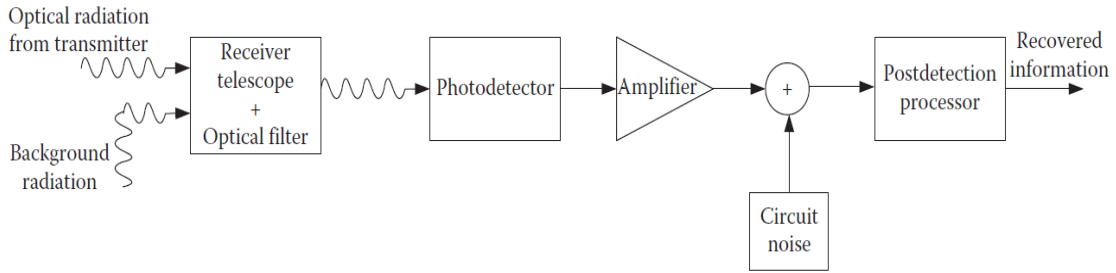 Optical radiation
from transmitter
Receiver
telescope
+
Optical filter
Background
radiation
Photodetector
Amplifier
+
Circuit
noise
Postdetection
processor
Recovered
information